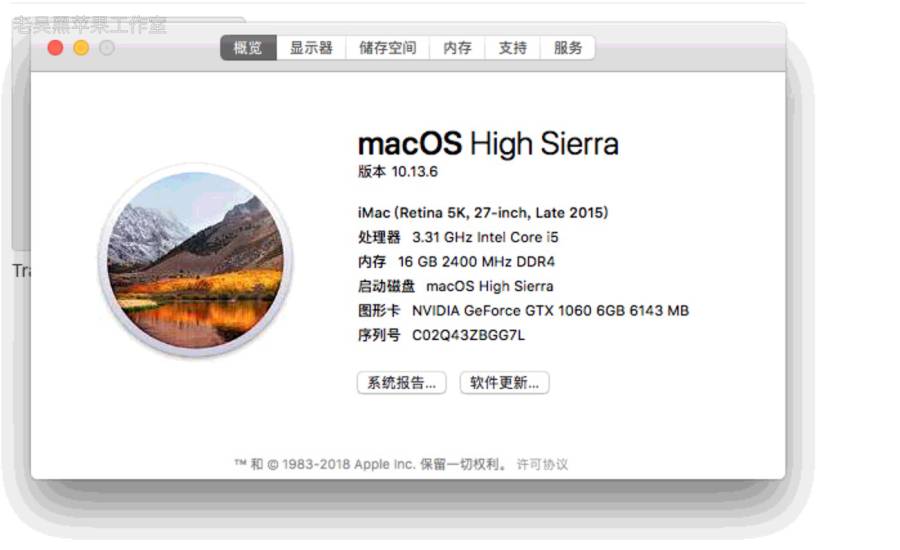 老吴黑苹果工作室
概览 显示器 储存空间 内存 支持 服务
macOS High Sierra
版本 10.13.6
iMac (Retina 5K, 27-inch, Late 2015)
处理器 3.31 GHz Intel Core i5
内存 16 GB 2400 MHz DDR4
启动磁盘 macOS High Sierra
图形卡 NVIDIA GeForce GTX 1060 6GB 6143 MB
序列号 C02Q43ZBGG7L
Tra
系统报告... 软件更新...
™ 和 © 1983-2018 Apple Inc. 保留一切权利。 许可协议